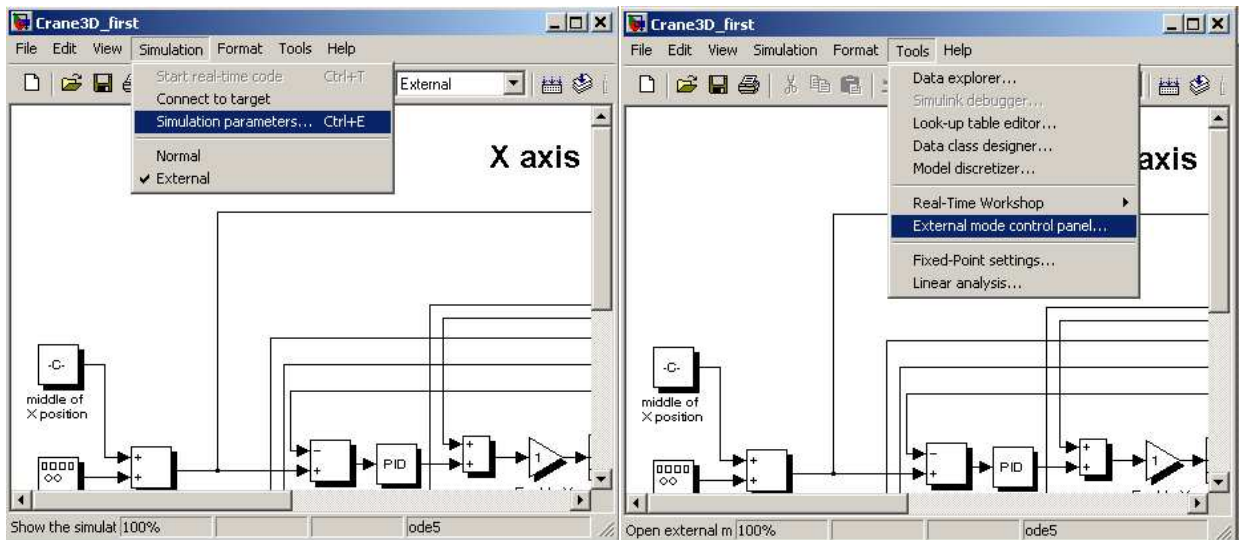 Crane3D_first
File Edit View Simulation Format Tools Help
Start real-time code Ctrl+T
Connect to target
Simulation parameters... Ctrl+E
Normal
External
External
X axis
-C-
middle of
X position
+
+
-
+
PID
+
+
1
Show the simulat 100% ode5
Crane3D_first
File Edit View Simulation Format Tools Help
Data explorer...
Simulink debugger...
Look-up table editor...
Data class designer...
Model discretizer...
Real-Time Workshop
External mode control panel...
Fixed-Point settings...
Linear analysis...
axis
-C-
middle of
X position
+
+
-
+
PID
+
+
1
Open external m 100% ode5